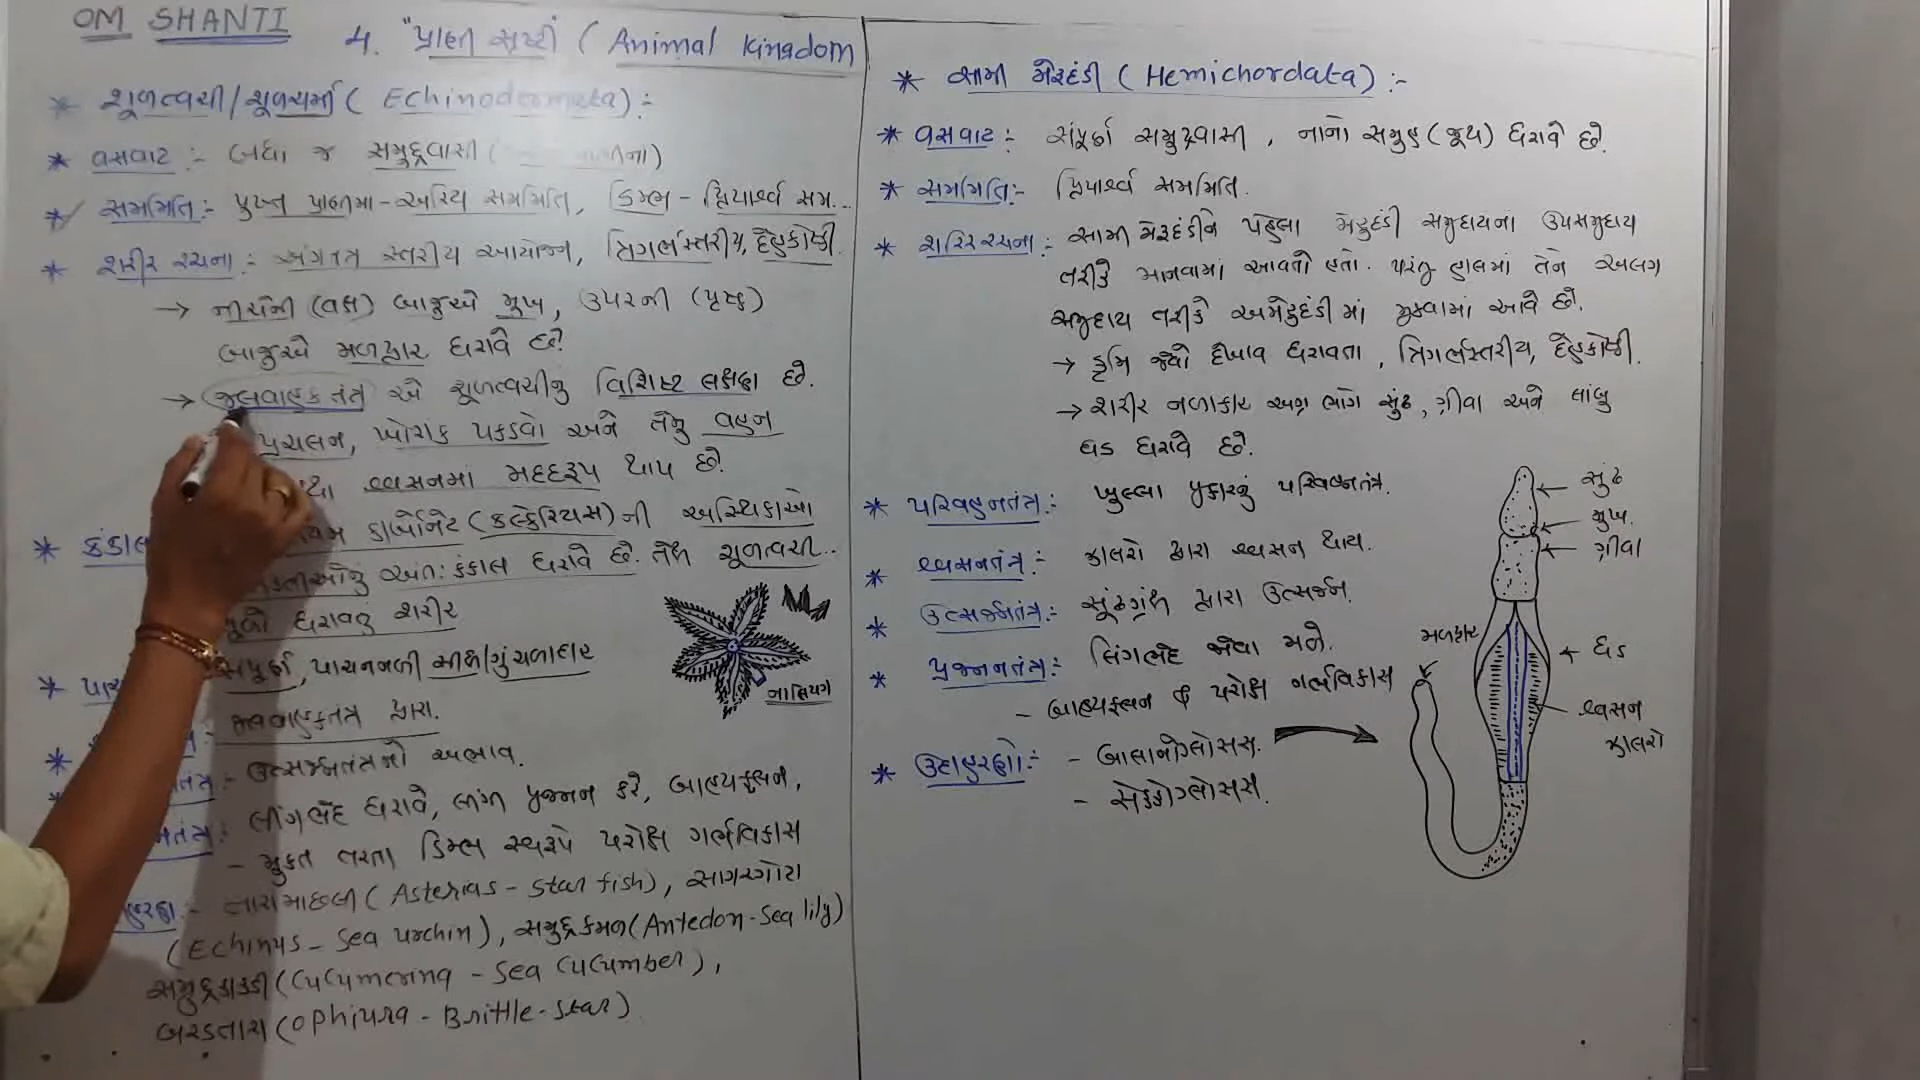 OM SHANTI
4. "પ્રાણી સૃષ્ટી (Animal Kingdom
* શૂળત્વચી/શૂળચર્મી (Echinodermata) :-
* વસવાટ :- બધા જ સમુદ્રવાસી (
* સમમિતિ :- પુખ્ત પ્રાણીમાં - અરિય સમમિતિ, ડિમ્ભ - દ્વિપાર્શ્વ સમ...
* શરીર રચના :- અંગતંત્ર સ્તરીય આયોજન, ત્રિગર્ભસ્તરીય, દેહકોષ્ઠી.
→ નીચેની (વક્ષ) બાજુએ મુખ, ઉપરની (પૃષ્ઠ)
બાજુએ મળદ્વાર ધરાવે છે.
→ જલવાહક તંત્ર એ શૂળત્વચીનું વિશિષ્ટ લક્ષણ છે.
પ્રચલન, ખોરાક પકડવો અને તેનું વહન
તથા શ્વસનમાં મદદરૂપ થાય છે.
* કંકાલ કાર્બોનેટ (કેલ્કેરિયસ) ની અસ્થિકાઓ
અંતઃકંકાલ ધરાવે છે. તેથી શૂળત્વચી..
શૂળો ધરાવતું શરીર
* પાચ સંપૂર્ણ, પાચનનળી સીધી/ગુંચળાદાર
* જલવાહકતંત્ર દ્વારા.
* ઉત્સર્જનતંત્રનો અભાવ.
લીંગભેદ ધરાવે, લીંગી પ્રજનન કરે, બાહ્યફલન,
- મુક્ત તરતા ડિમ્ભ સ્વરૂપે પરોક્ષ ગર્ભવિકાસ
:- તારામાછલી (Asterias - Star fish), સાગરગોટા
(Echinus - Sea urchin), સમુદ્રકમળ (Antedon - Sea lily)
સમુદ્રકાકડી (Cucumering - Sea Cucumber),
બરડતારા (Ophiura - Brittle-Star)
નાલિપગ
* સામી મેરૂદંડી (Hemichordata) :-
* વસવાટ :- સંપૂર્ણ સમુદ્રવાસી, નાનો સમુહ (જૂથ) ધરાવે છે.
* સમમિતિ :- દ્વિપાર્શ્વ સમમિતિ.
* શરિરરચના :- સામી મેરૂદંડીને પહેલા મેરુદંડી સમુદાયના ઉપસમુદાય
તરીકે માનવામાં આવતો હતો. પરંતુ હાલમાં તેને અલગ
સમુદાય તરીકે અમેરુદંડીમાં મુકવામાં આવે છે.
→ કૃમિ જેવો દેખાવ ધરાવતા, ત્રિગર્ભસ્તરીય, દેહકોષ્ઠી.
→ શરીર નળાકાર અગ્ર ભાગે સુંઢ, ગ્રીવા અને લાંબુ
ધડ ધરાવે છે.
* પરિવહનતંત્ર :- ખુલ્લા પ્રકારનું પરિવહનતંત્ર.
* શ્વસનતંત્ર :- ઝાલરો દ્વારા શ્વસન થાય.
* ઉત્સર્જનતંત્ર :- સૂંઢગ્રંથિ દ્વારા ઉત્સર્જન.
* પ્રજનનતંત્ર :- લિંગભેદ જોવા મળે.
- બાહ્યફલન & પરોક્ષ ગર્ભવિકાસ
* ઉદાહરણો :- - બાલાનોગ્લોસસ.
- સેકકોગ્લોસસ.
સુંઢ
મુખ.
ગ્રીવા
મળદ્વાર
ધડ
શ્વસન
ઝાલરો